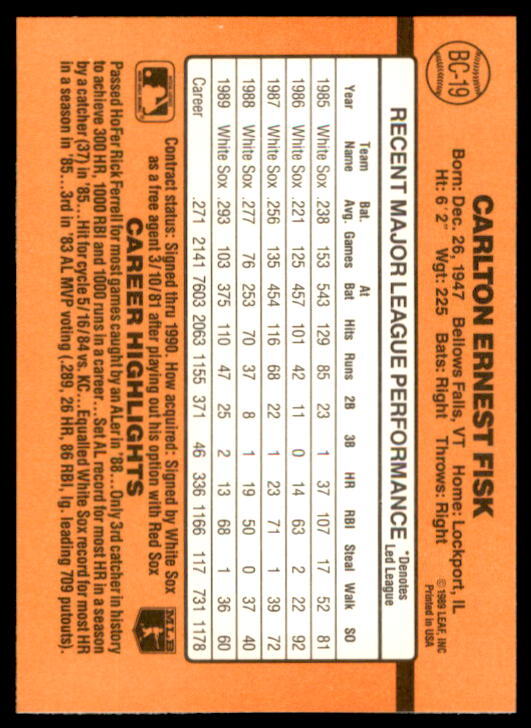 BC-19
CARLTON ERNEST FISK
Born: Dec. 26, 1947 Bellows Falls, VT Home: Lockport, IL
Ht: 6' 2" Wgt: 225 Bats: Right Throws: Right
© 1989 LEAF, INC
Printed in USA
RECENT MAJOR LEAGUE PERFORMANCE
*Denotes
Led League
Year Team Name Bat. Avg. Games At Bat Hits Runs 2B 3B HR RBI Steal Walk SO
1985 White Sox .238 153 543 129 85 23 1 37 107 17 52 81
1986 White Sox .221 125 457 101 42 11 0 14 63 2 22 92
1987 White Sox .256 135 454 116 68 22 1 23 71 1 39 72
1988 White Sox .277 76 253 70 37 8 1 19 50 0 37 40
1989 White Sox .293 103 375 110 47 25 2 13 68 1 36 60
Career .271 2141 7603 2063 1155 371 46 336 1166 117 731 1178
Contract status: Signed thru 1990. How acquired: Signed by White Sox
as a free agent 3/10/81 after playing out his option with Red Sox
MLB
CAREER HIGHLIGHTS
Passed HoFer Rick Ferrell for most games caught by an ALer in '88 ... Only 3rd catcher in history
to achieve 300 HR, 1000 RBI and 1000 runs in a career ... Set AL record for most HR in a season
by a catcher (37) in '85 ... Hit for cycle 5/16/84 vs. KC ... Equalled White Sox record for most HR
in a season in '85 ... 3rd in '83 AL MVP voting (.289, 26 HR, 86 RBI, lg. leading 709 putouts).